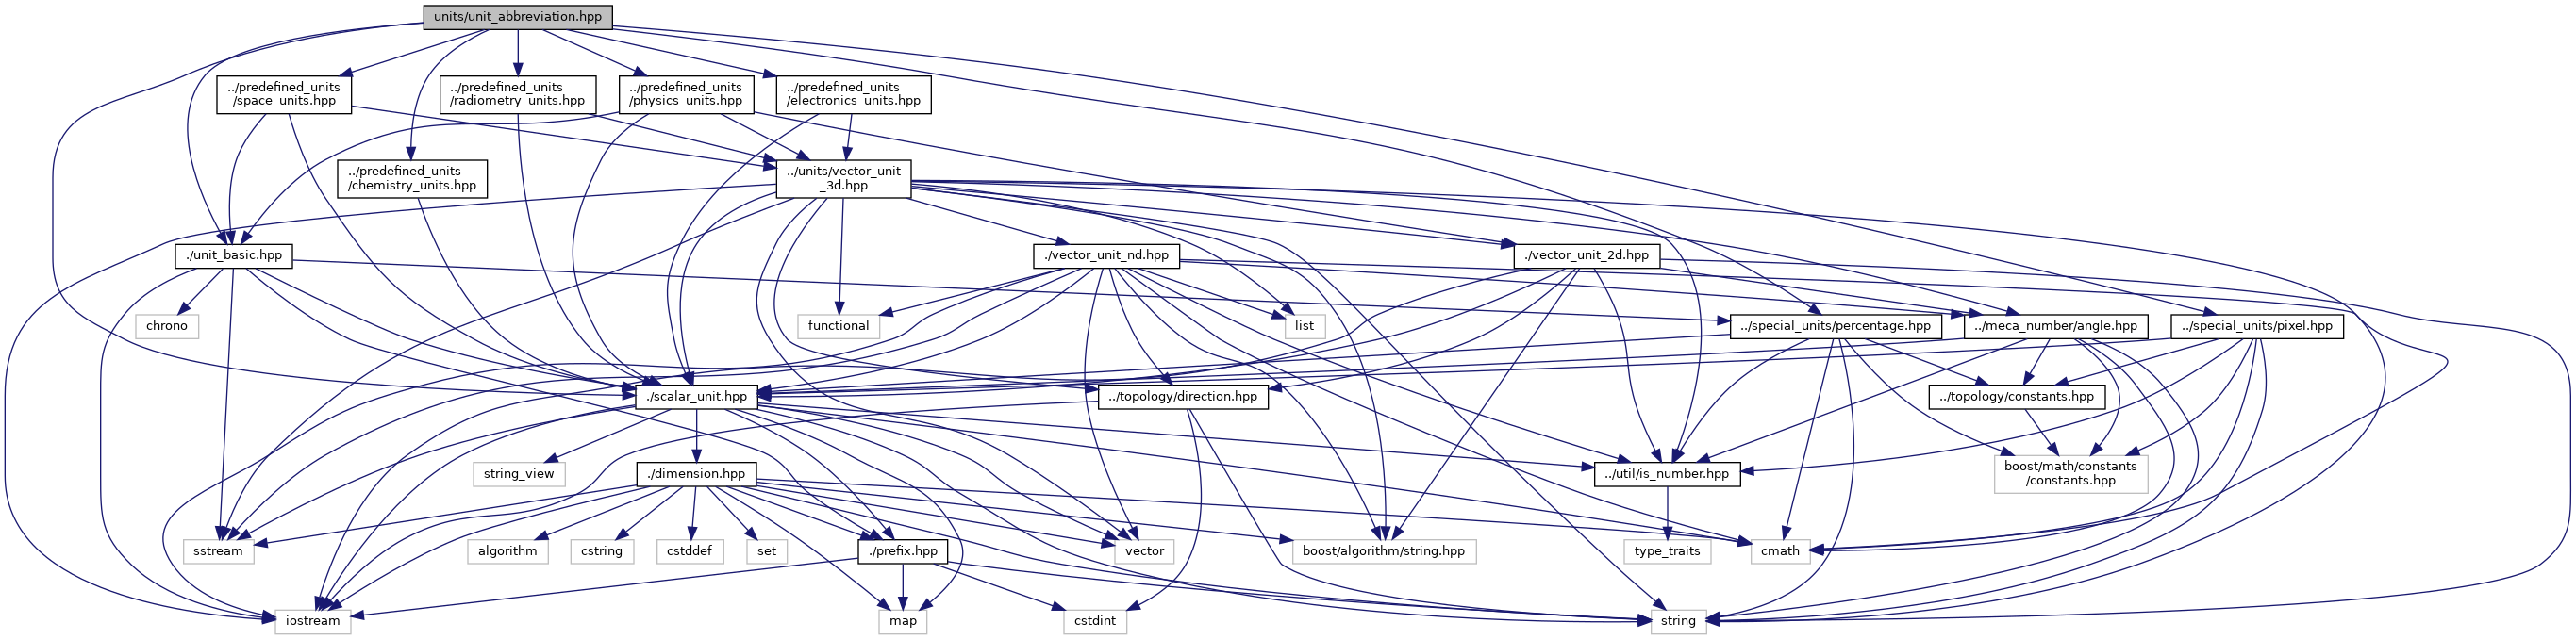 units/unit_abbreviation.hpp
../predefined_units
/space_units.hpp
../predefined_units
/radiometry_units.hpp
../predefined_units
/physics_units.hpp
../predefined_units
/electronics_units.hpp
../predefined_units
/chemistry_units.hpp
../units/vector_unit
_3d.hpp
./unit_basic.hpp
./vector_unit_nd.hpp
./vector_unit_2d.hpp
chrono
functional
list
../special_units/percentage.hpp
../meca_number/angle.hpp
../special_units/pixel.hpp
./scalar_unit.hpp
../topology/direction.hpp
../topology/constants.hpp
string_view
./dimension.hpp
../util/is_number.hpp
boost/math/constants
/constants.hpp
sstream
algorithm
cstring
cstddef
set
./prefix.hpp
vector
boost/algorithm/string.hpp
type_traits
cmath
iostream
map
cstdint
string